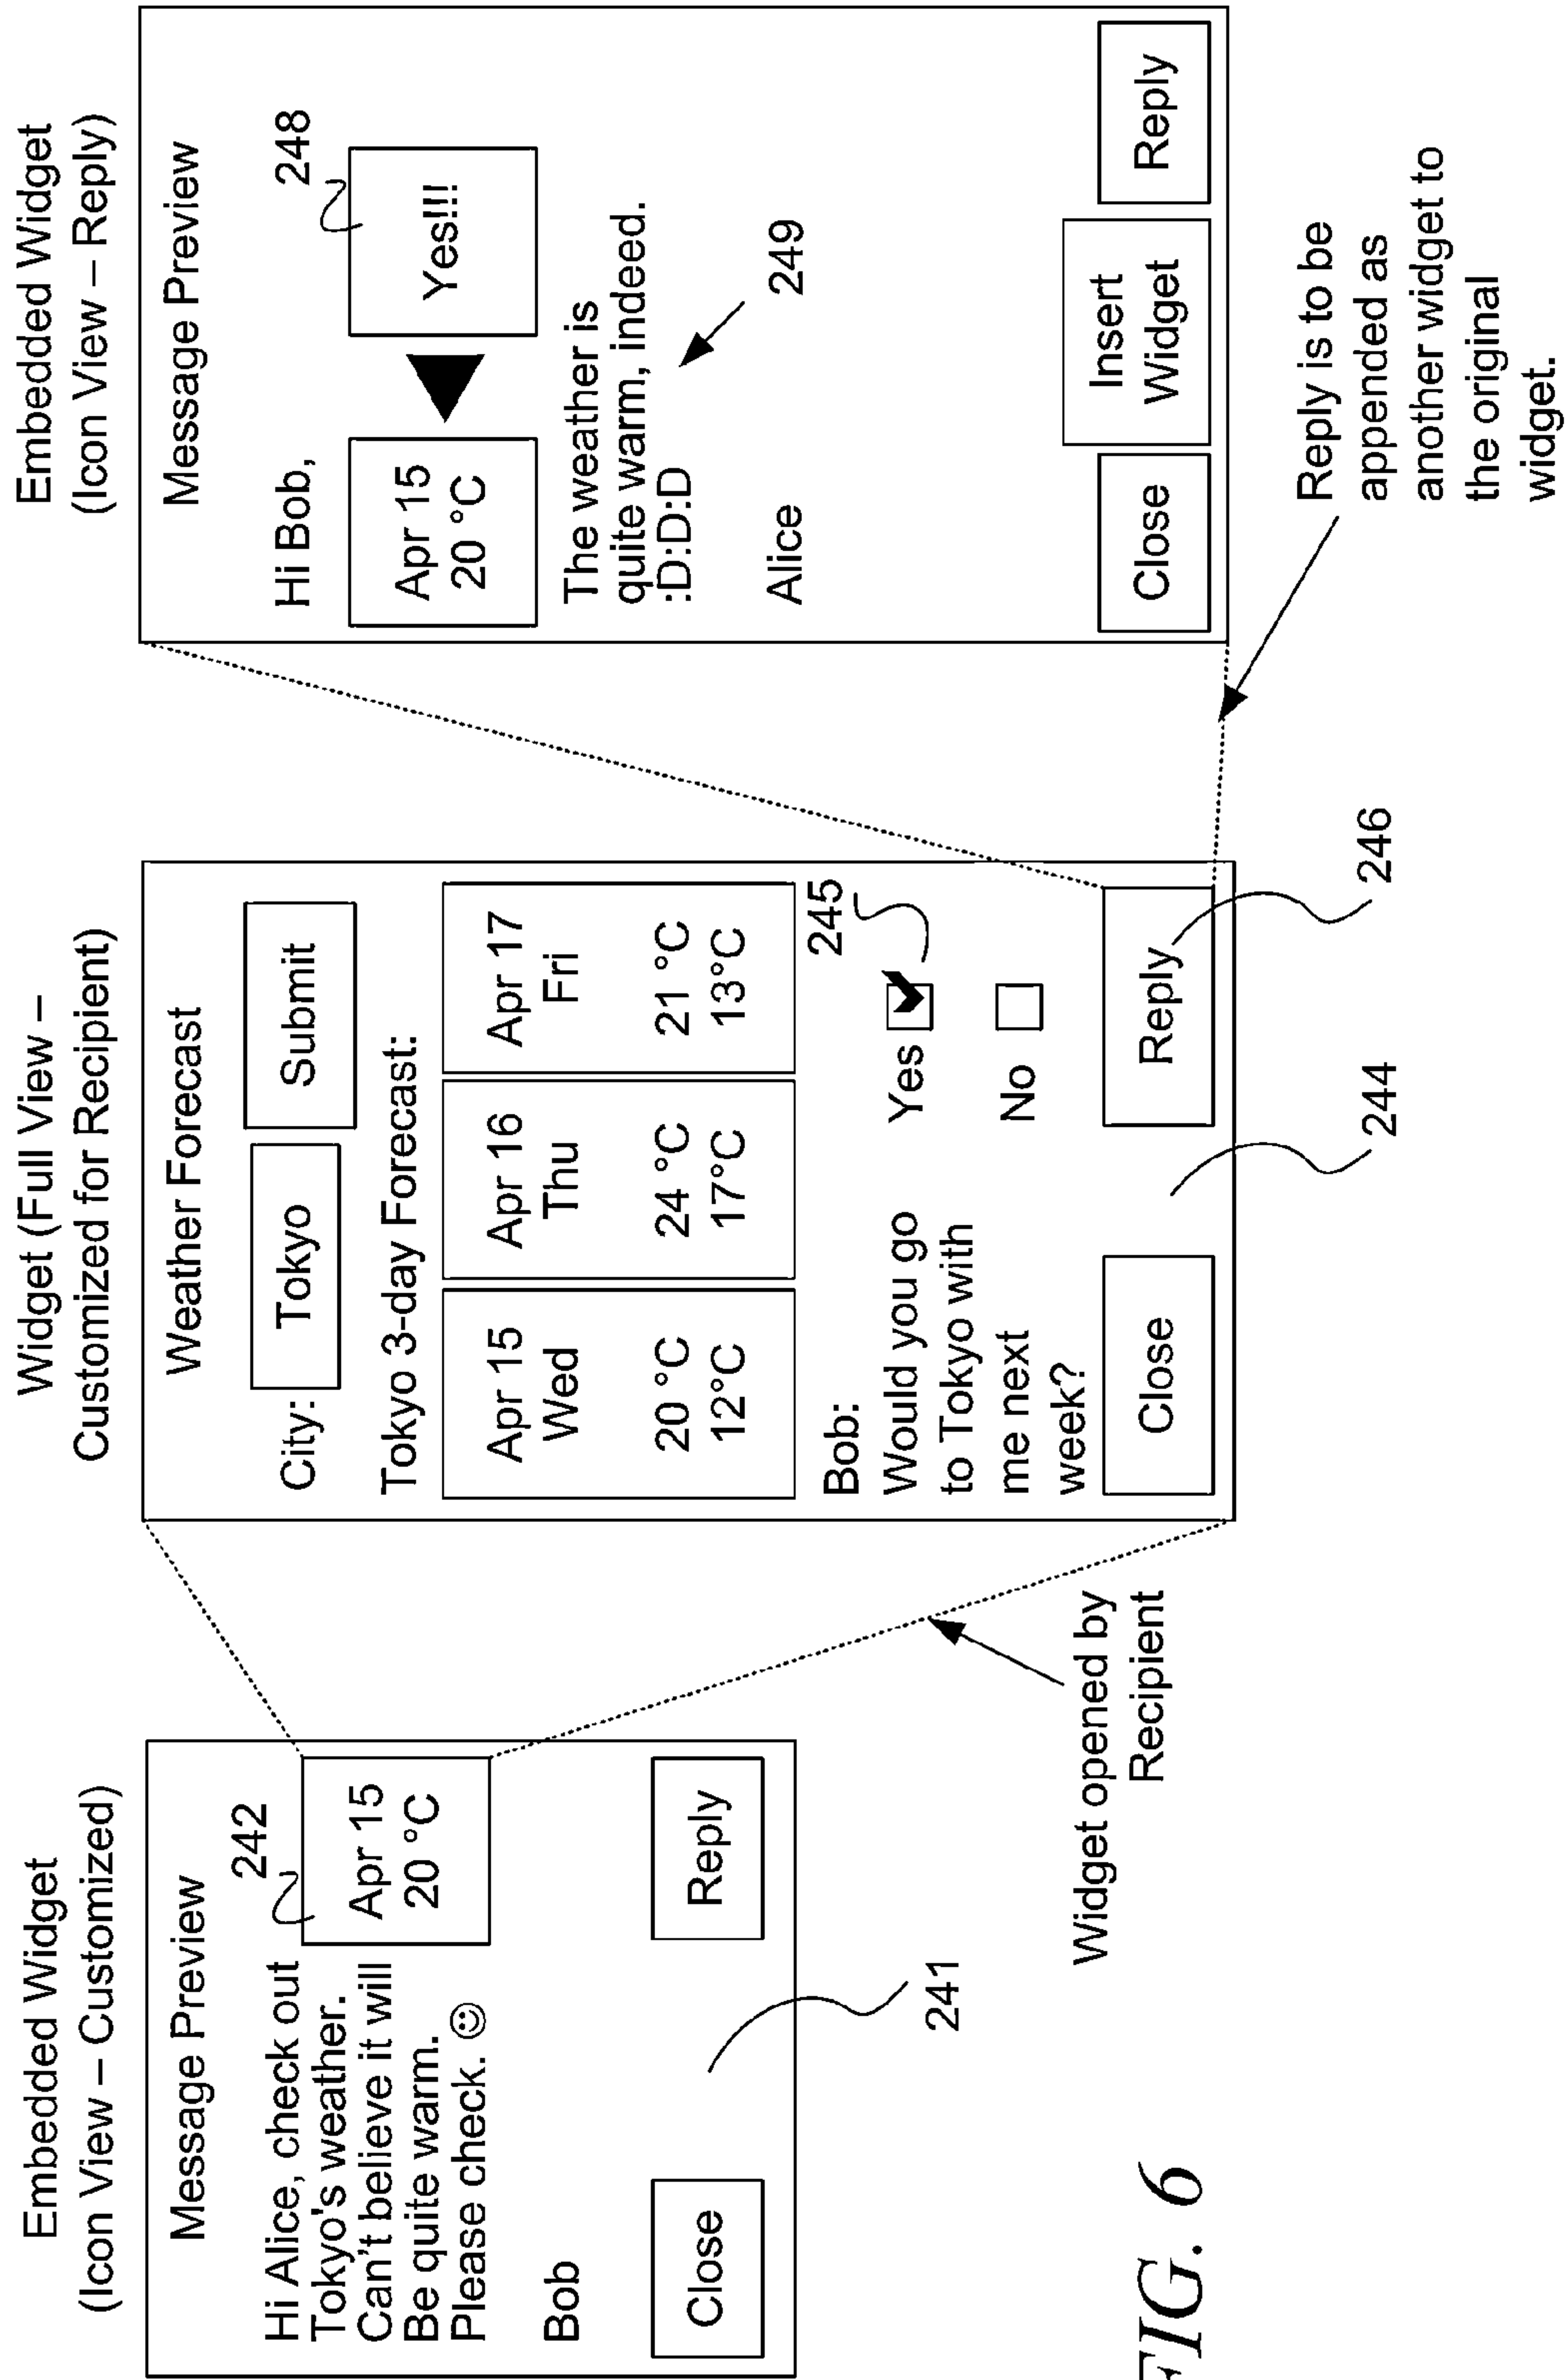 Embedded Widget
(Icon View – Customized)
Message Preview
242
Hi Alice, check out
Tokyo's weather.
Can't believe it will
Be quite warm.
Please check. ☺
Apr 15
20 °C
Bob
Close
Reply
241
Widget opened by
Recipient
Widget (Full View –
Customized for Recipient)
Weather Forecast
City:
Tokyo
Submit
Tokyo 3-day Forecast:
Apr 15
Wed
20 °C
12°C
Apr 16
Thu
24 °C
17°C
Apr 17
Fri
21 °C
13°C
Bob:
Would you go
to Tokyo with
me next
week?
245
Yes
No
Close
Reply
244
246
Embedded Widget
(Icon View – Reply)
Message Preview
Hi Bob,
248
Apr 15
20 °C
Yes!!!
The weather is
quite warm, indeed.
:D:D:D
249
Alice
Close
Insert
Widget
Reply
Reply is to be
appended as
another widget to
the original
widget.
FIG. 6